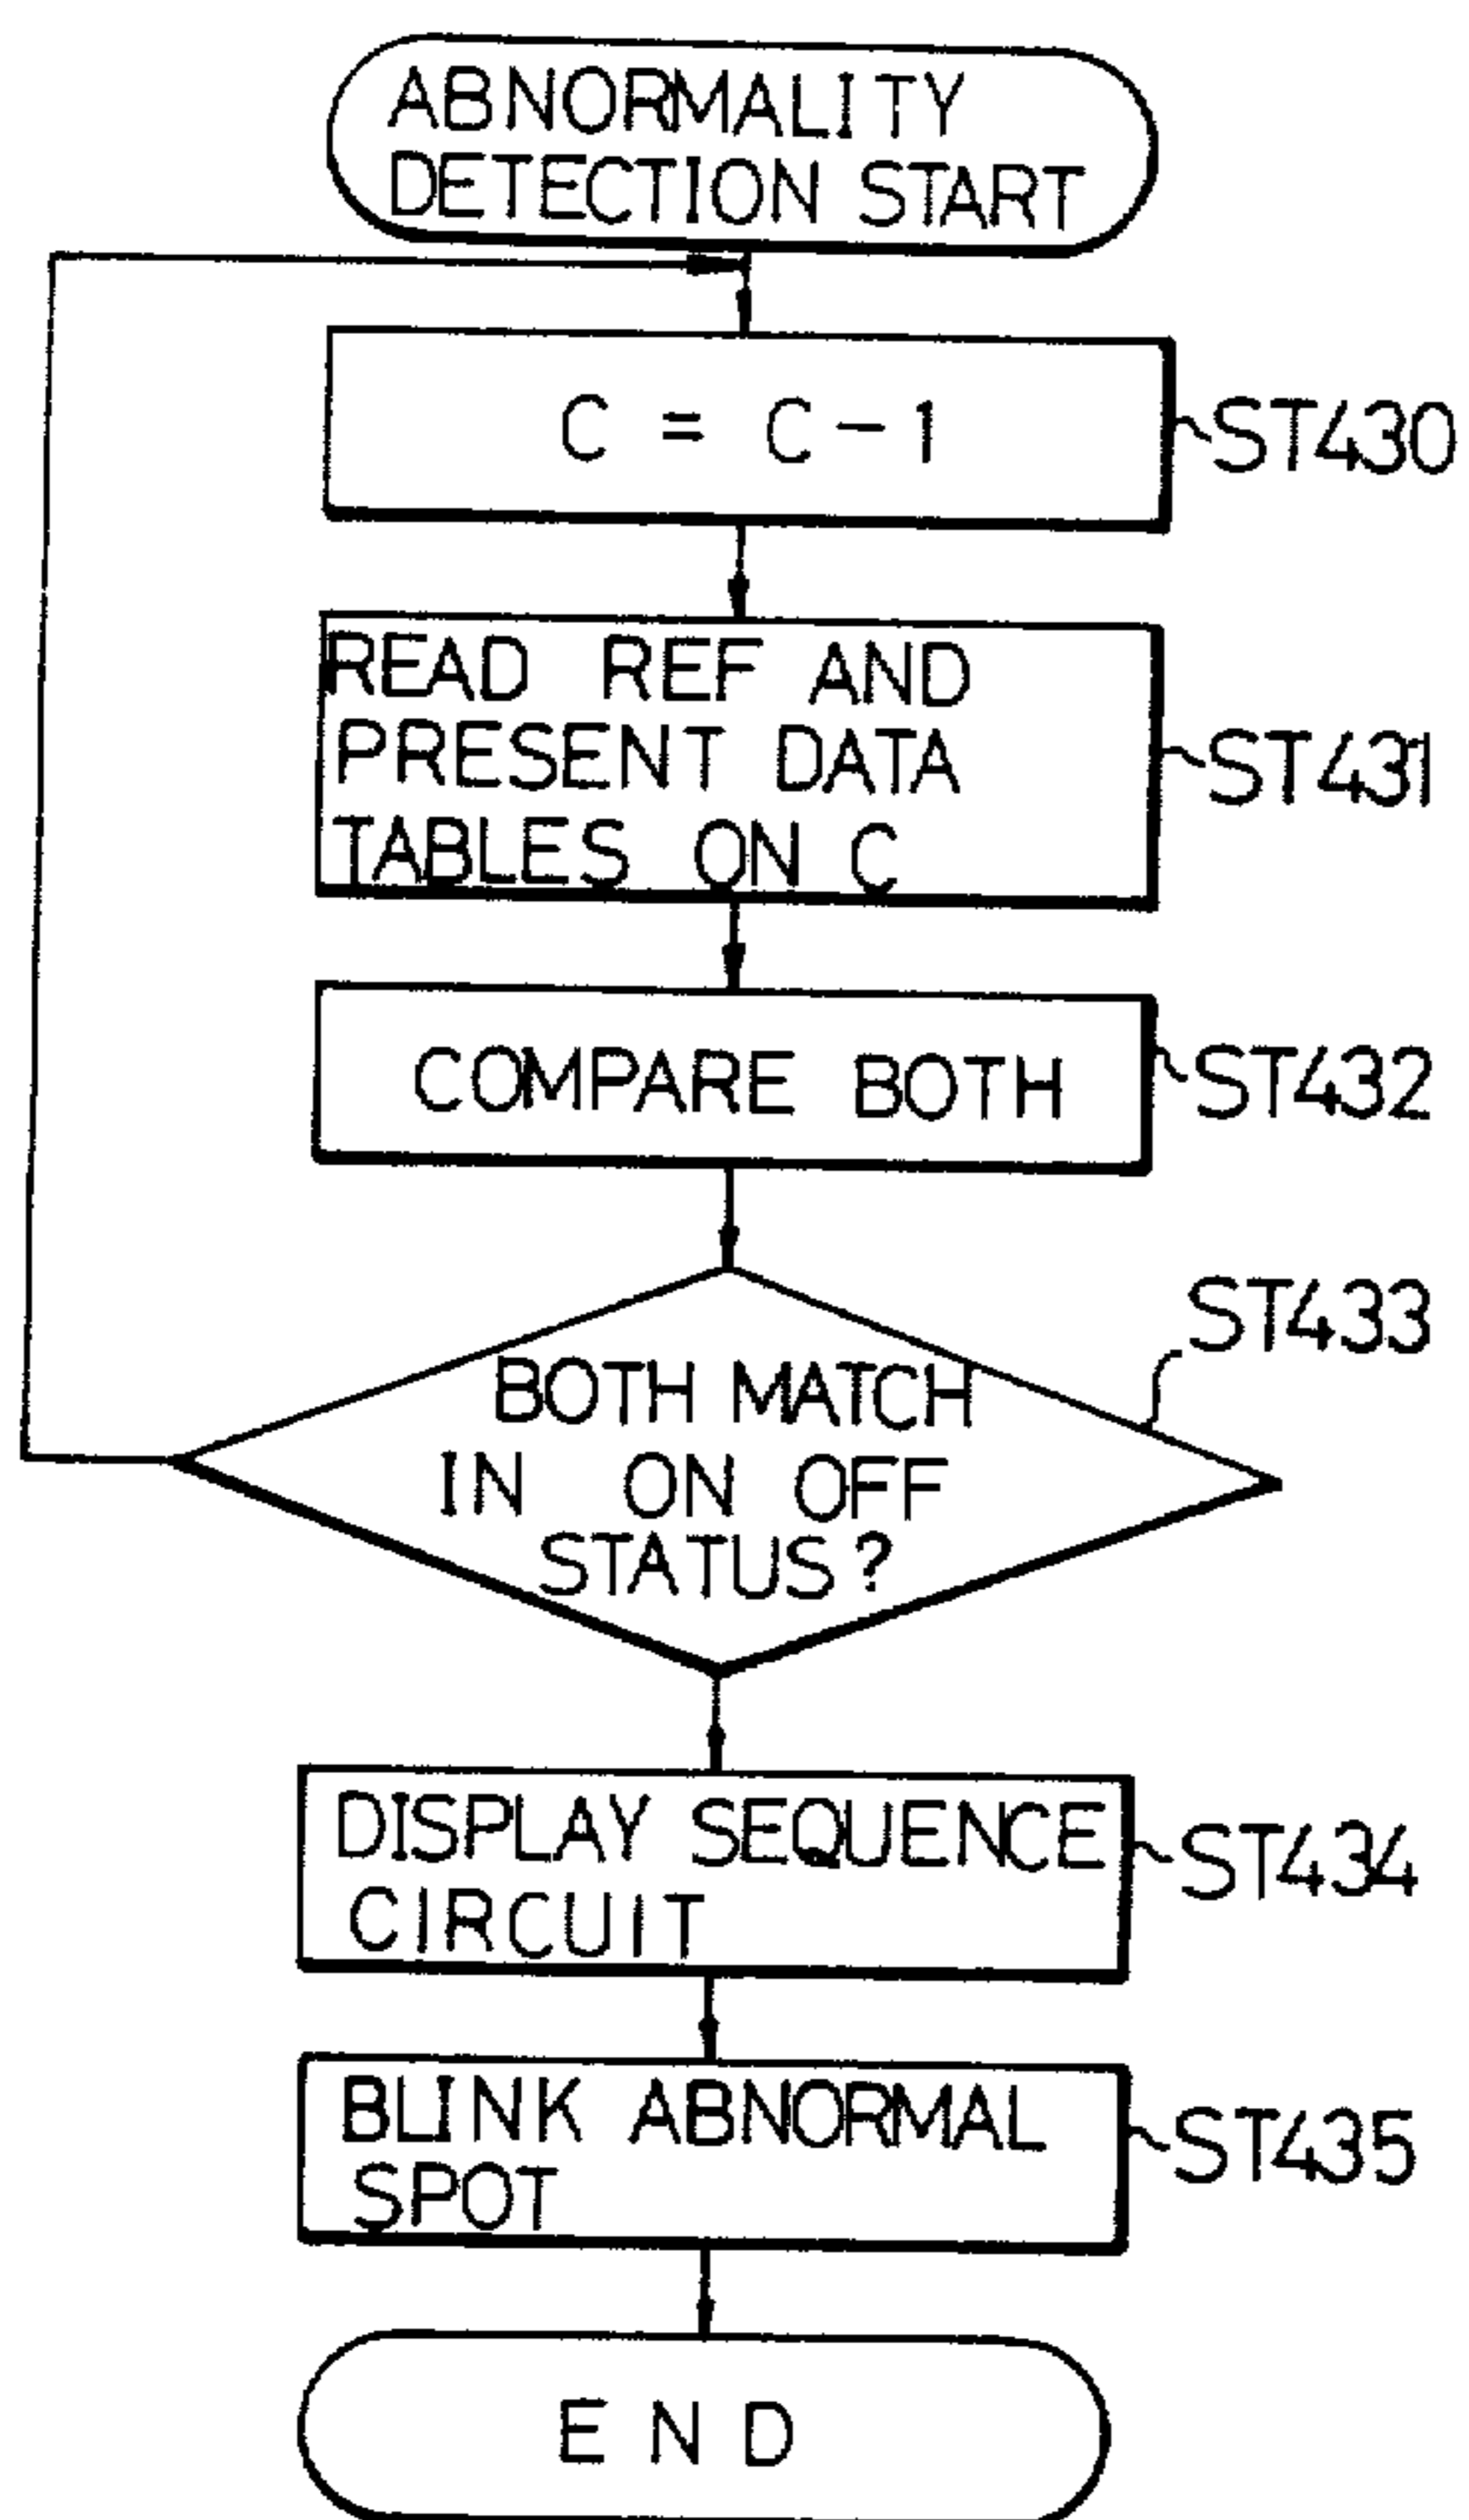 ABNORMALITY
DETECTION START
C = C - 1
ST430
READ REF AND
PRESENT DATA
TABLES ON C
ST431
COMPARE BOTH
ST432
ST433
BOTH MATCH
IN ON OFF
STATUS?
DISPLAY SEQUENCE
CIRCUIT
ST434
BLINK ABNORMAL
SPOT
ST435
END